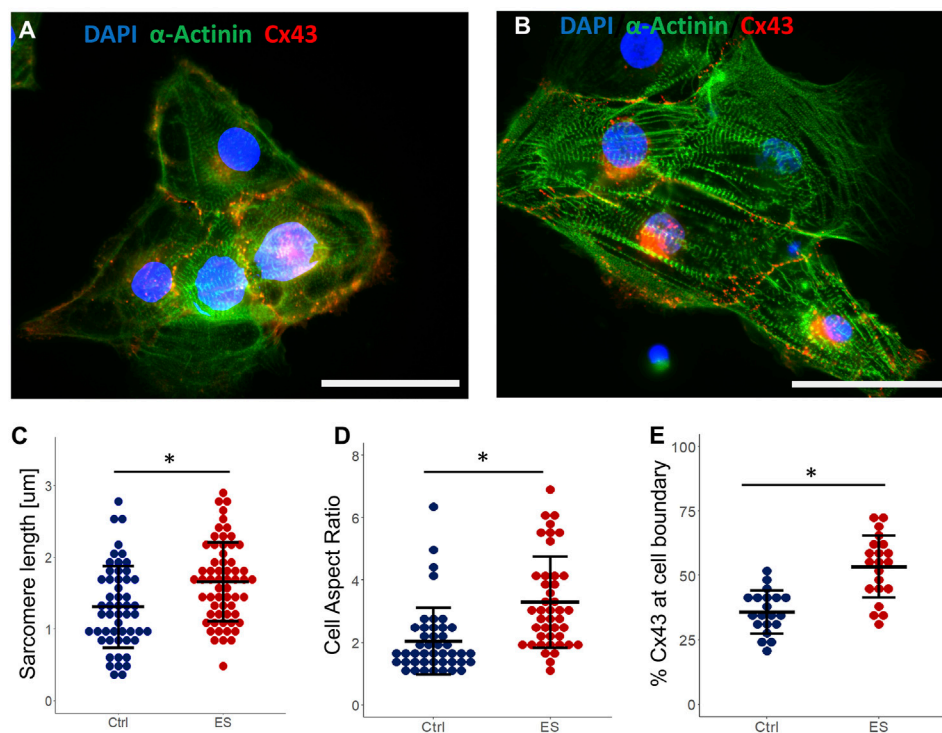 A
DAPI α-Actinin Cx43
B
DAPI α-Actinin Cx43
C
Sarcomere length [um]
3
2
1
0
*
Ctrl
ES
D
Cell Aspect Ratio
8
6
4
2
0
*
Ctrl
ES
E
% Cx43 at cell boundary
100
75
50
25
0
*
Ctrl
ES